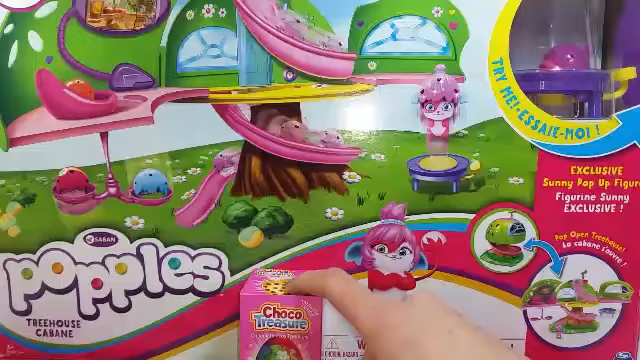 TRY ME!•ESSAIE-MOI !
EXCLUSIVE
Sunny Pop Up Figure
Figurine Sunny
EXCLUSIVE !
Pop Open Treehouse!
La cabane s'ouvre !
SABAN
popples
TREEHOUSE
CABANE
Choco
Treasure